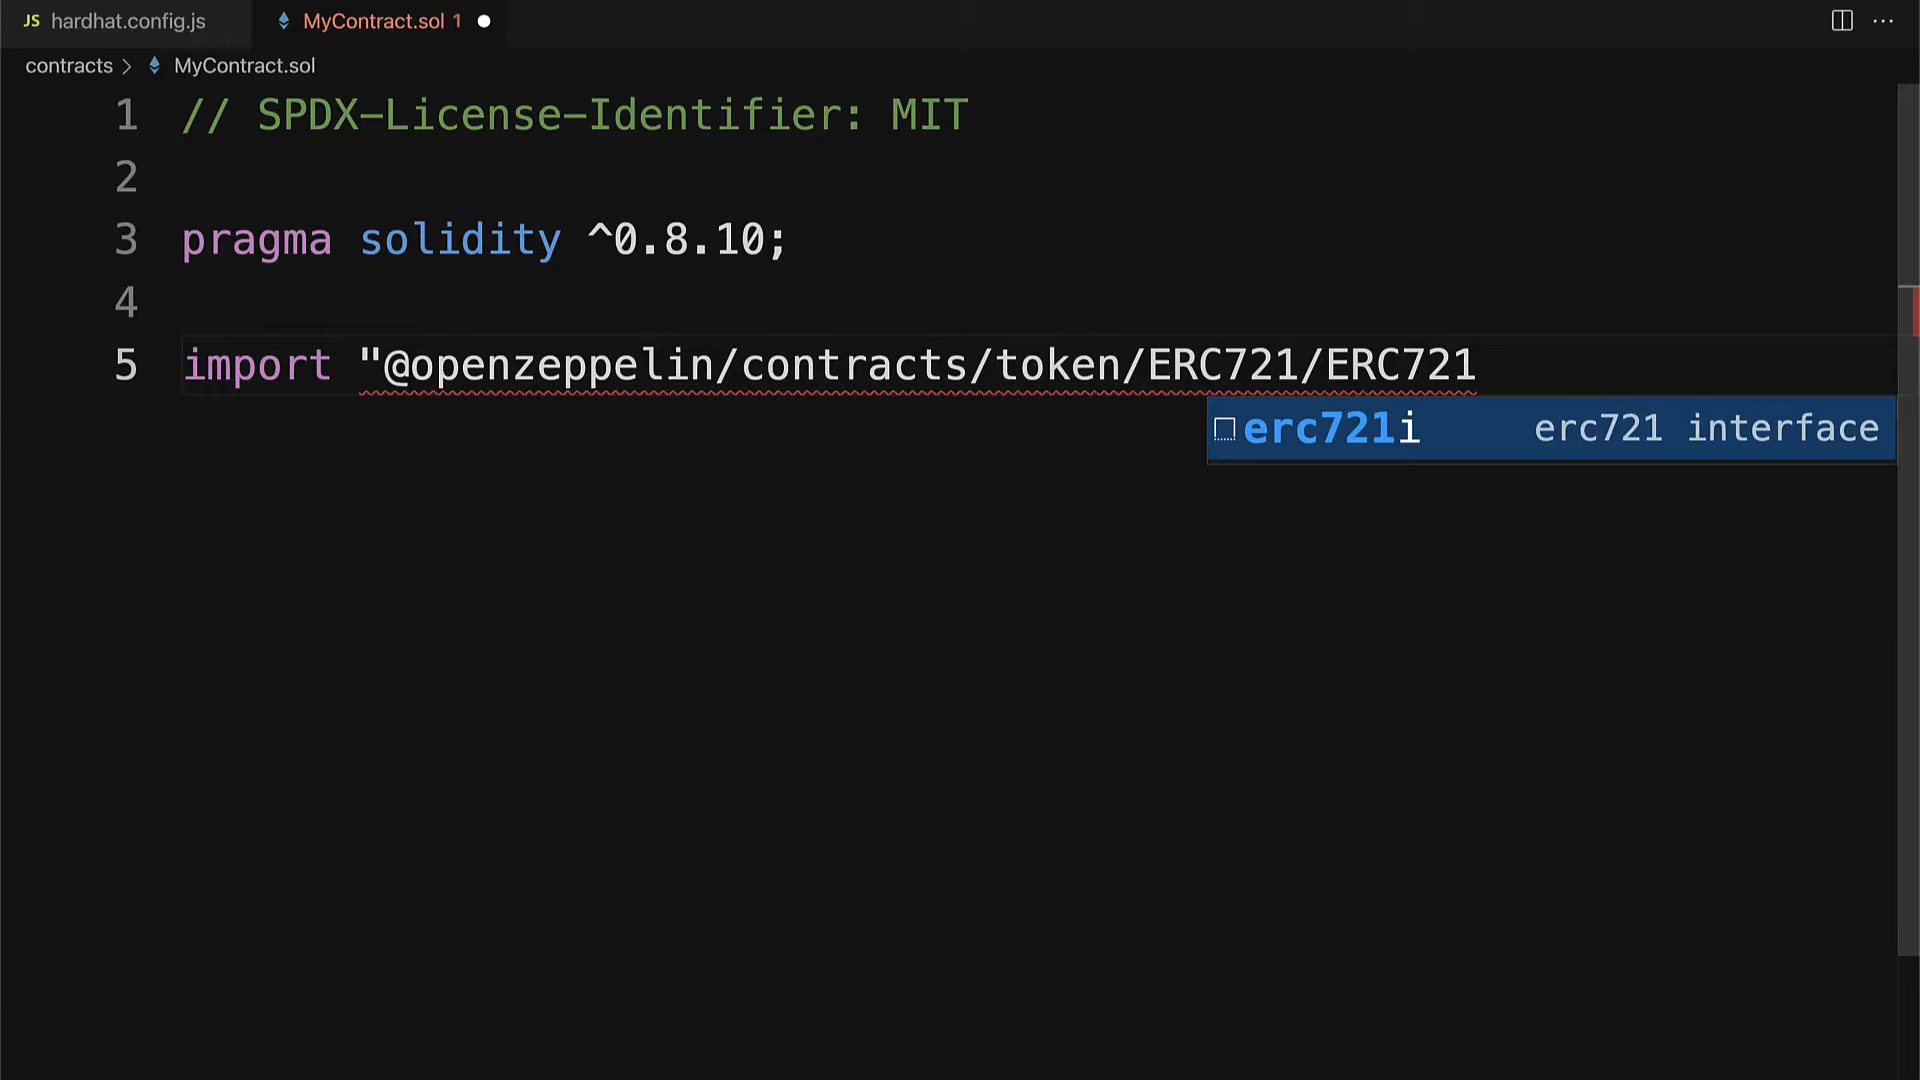 JS hardhat.config.js
MyContract.sol 1
contracts > MyContract.sol
1 // SPDX-License-Identifier: MIT
2
3 pragma solidity ^0.8.10;
4
5 import "@openzeppelin/contracts/token/ERC721/ERC721
erc721i erc721 interface